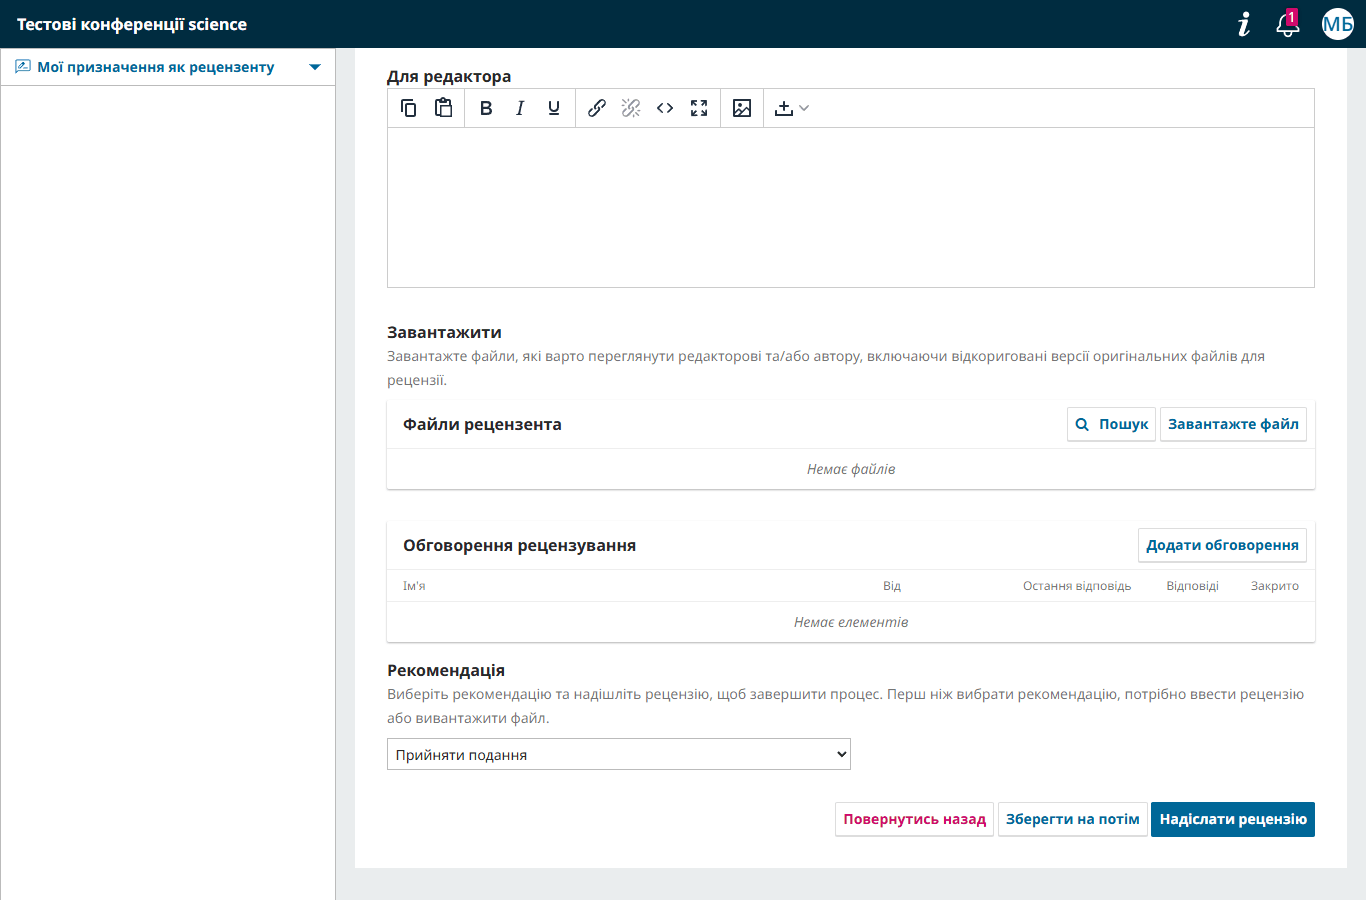 Тестові конференції science
1
МБ
Мої призначення як рецензенту
Для редактора
B I U
Завантажити
Завантажте файли, які варто переглянути редакторові та/або автору, включаючи відкориговані версії оригінальних файлів для
рецензії.
Файли рецензента
Пошук
Завантажте файл
Немає файлів
Обговорення рецензування
Додати обговорення
Ім'я Від Остання відповідь Відповіді Закрито
Немає елементів
Рекомендація
Виберіть рекомендацію та надішліть рецензію, щоб завершити процес. Перш ніж вибрати рекомендацію, потрібно ввести рецензію
або вивантажити файл.
Прийняти подання
Повернутись назад
Зберегти на потім
Надіслати рецензію